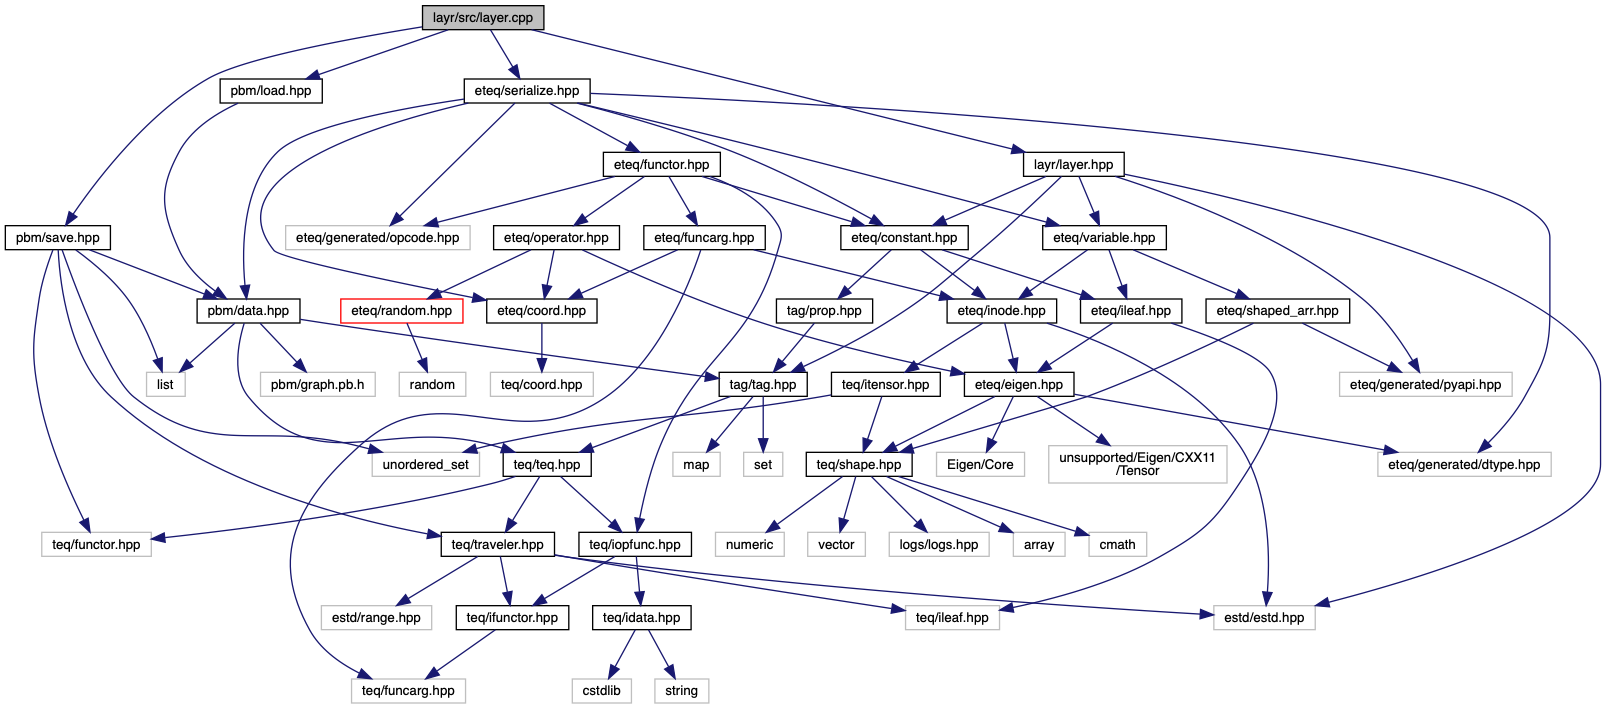 layr/src/layer.cpp
pbm/load.hpp
eteq/serialize.hpp
eteq/functor.hpp
layr/layer.hpp
pbm/save.hpp
eteq/generated/opcode.hpp
eteq/operator.hpp
eteq/funcarg.hpp
eteq/constant.hpp
eteq/variable.hpp
pbm/data.hpp
eteq/random.hpp
eteq/coord.hpp
tag/prop.hpp
eteq/inode.hpp
eteq/ileaf.hpp
eteq/shaped_arr.hpp
list
pbm/graph.pb.h
random
teq/coord.hpp
tag/tag.hpp
teq/itensor.hpp
eteq/eigen.hpp
eteq/generated/pyapi.hpp
unordered_set
teq/teq.hpp
map
set
teq/shape.hpp
Eigen/Core
unsupported/Eigen/CXX11
/Tensor
eteq/generated/dtype.hpp
teq/functor.hpp
teq/traveler.hpp
teq/iopfunc.hpp
numeric
vector
logs/logs.hpp
array
cmath
estd/range.hpp
teq/ifunctor.hpp
teq/idata.hpp
teq/ileaf.hpp
estd/estd.hpp
teq/funcarg.hpp
cstdlib
string